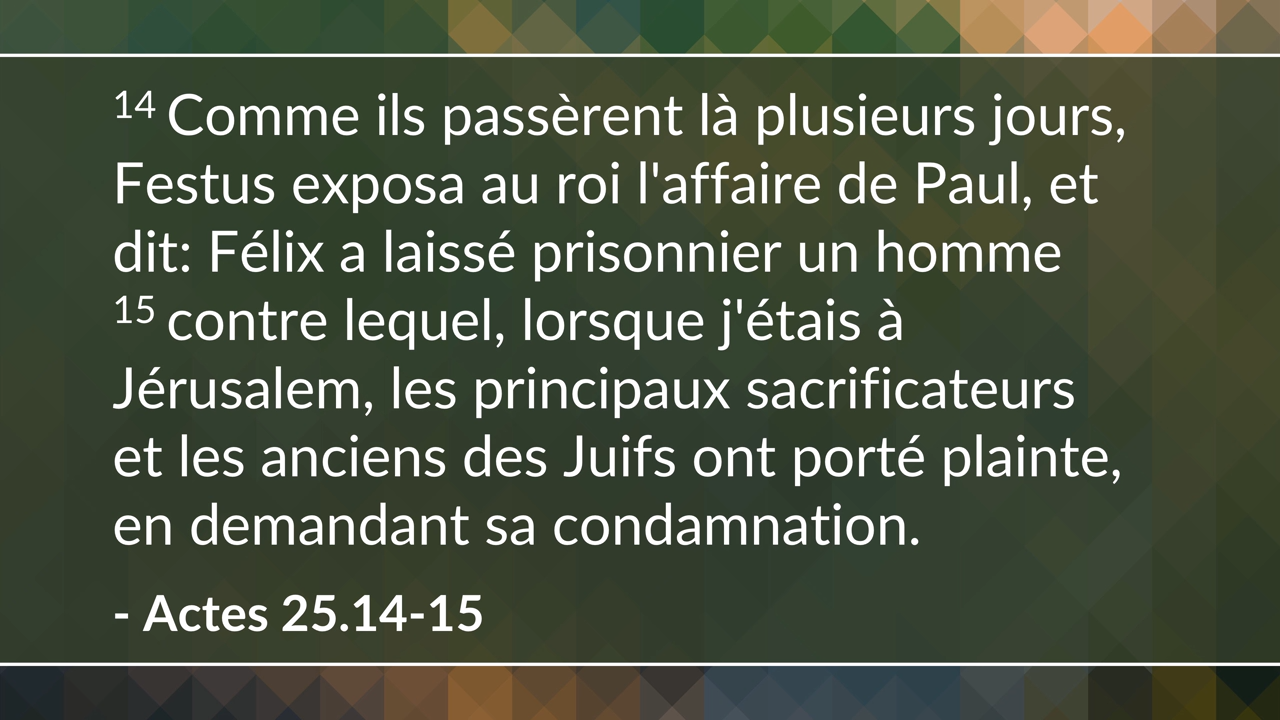 14 Comme ils passèrent là plusieurs jours,
Festus exposa au roi l'affaire de Paul, et
dit: Félix a laissé prisonnier un homme
15 contre lequel, lorsque j'étais à
Jérusalem, les principaux sacrificateurs
et les anciens des Juifs ont porté plainte,
en demandant sa condamnation.
- Actes 25.14-15